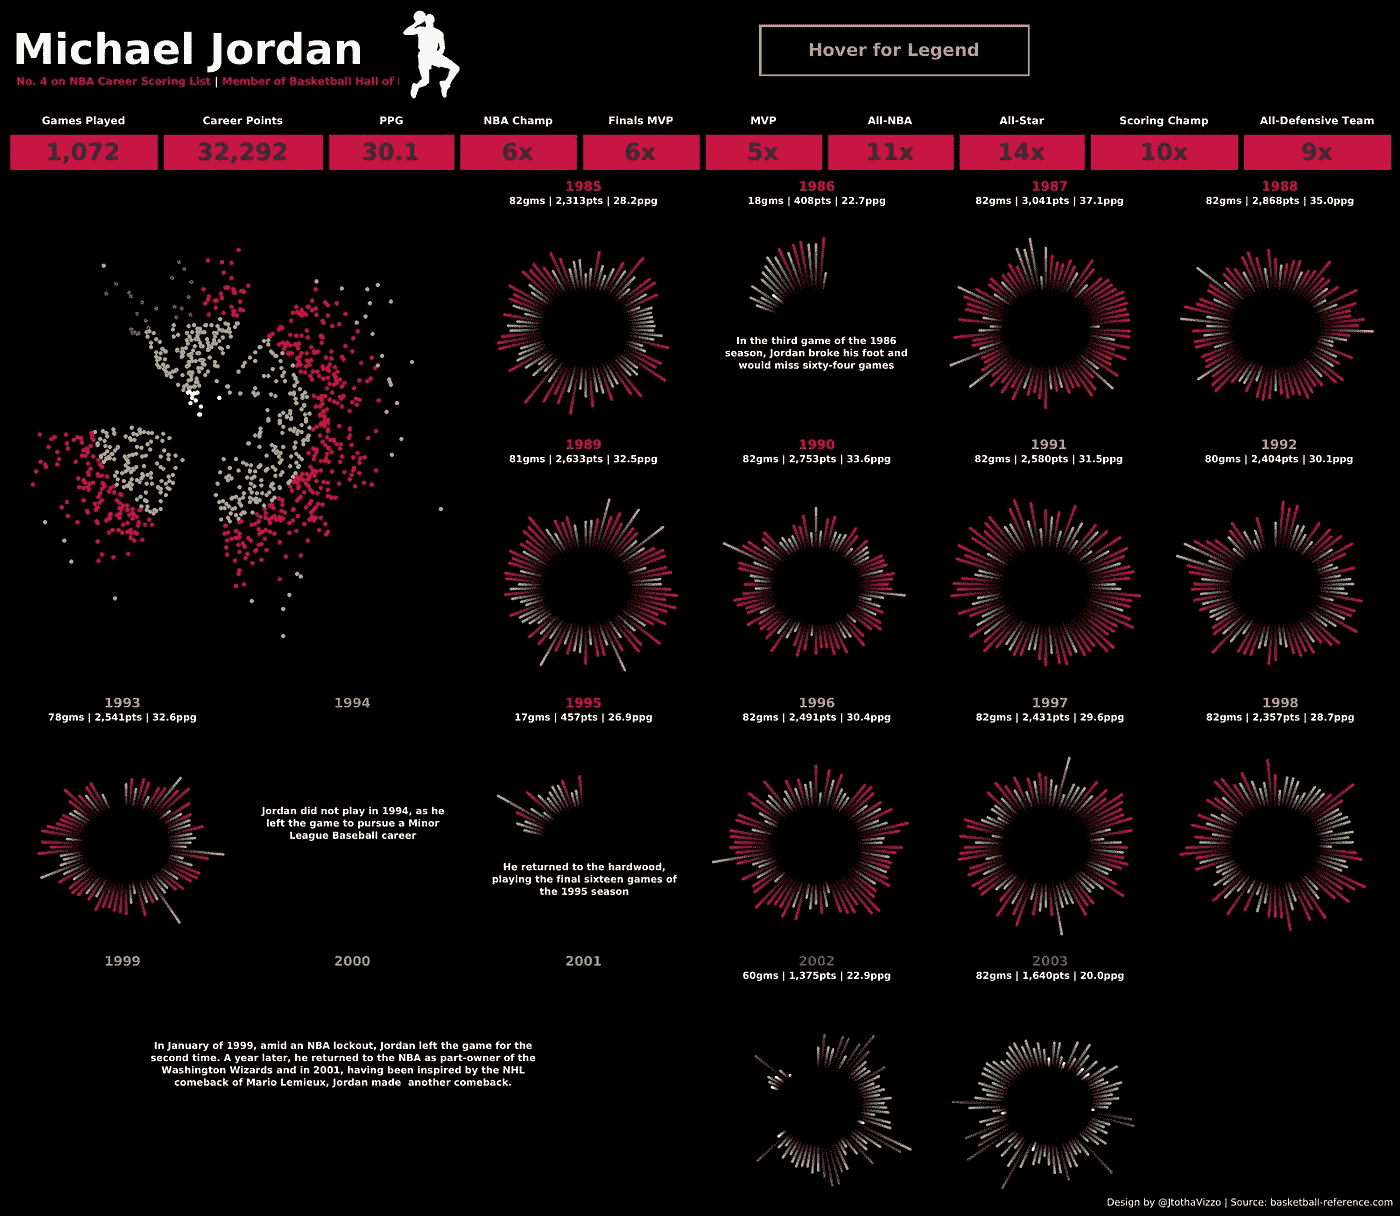 Michael Jordan
No. 4 on NBA Career Scoring List | Member of Basketball Hall of
Hover for Legend
Games Played
Career Points
PPG
NBA Champ
Finals MVP
MVP
All-NBA
All-Star
Scoring Champ
All-Defensive Team
1,072
32,292
30.1
6x
6x
5x
11x
14x
10x
9x
1985
82gms | 2,313pts | 28.2ppg
1986
18gms | 408pts | 22.7ppg
In the third game of the 1986
season, Jordan broke his foot and
would miss sixty-four games
1987
82gms | 3,041pts | 37.1ppg
1988
82gms | 2,868pts | 35.0ppg
1989
81gms | 2,633pts | 32.5ppg
1990
82gms | 2,753pts | 33.6ppg
1991
82gms | 2,580pts | 31.5ppg
1992
80gms | 2,404pts | 30.1ppg
1993
78gms | 2,541pts | 32.6ppg
1994
Jordan did not play in 1994, as he
left the game to pursue a Minor
League Baseball career
1995
17gms | 457pts | 26.9ppg
He returned to the hardwood,
playing the final sixteen games of
the 1995 season
1996
82gms | 2,491pts | 30.4ppg
1997
82gms | 2,431pts | 29.6ppg
1998
82gms | 2,357pts | 28.7ppg
1999
2000
2001
In January of 1999, amid an NBA lockout, Jordan left the game for the
second time. A year later, he returned to the NBA as part-owner of the
Washington Wizards and in 2001, having been inspired by the NHL
comeback of Mario Lemieux, Jordan made another comeback.
2002
60gms | 1,375pts | 22.9ppg
2003
82gms | 1,640pts | 20.0ppg
Design by @JtothaVizzo | Source: basketball-reference.com